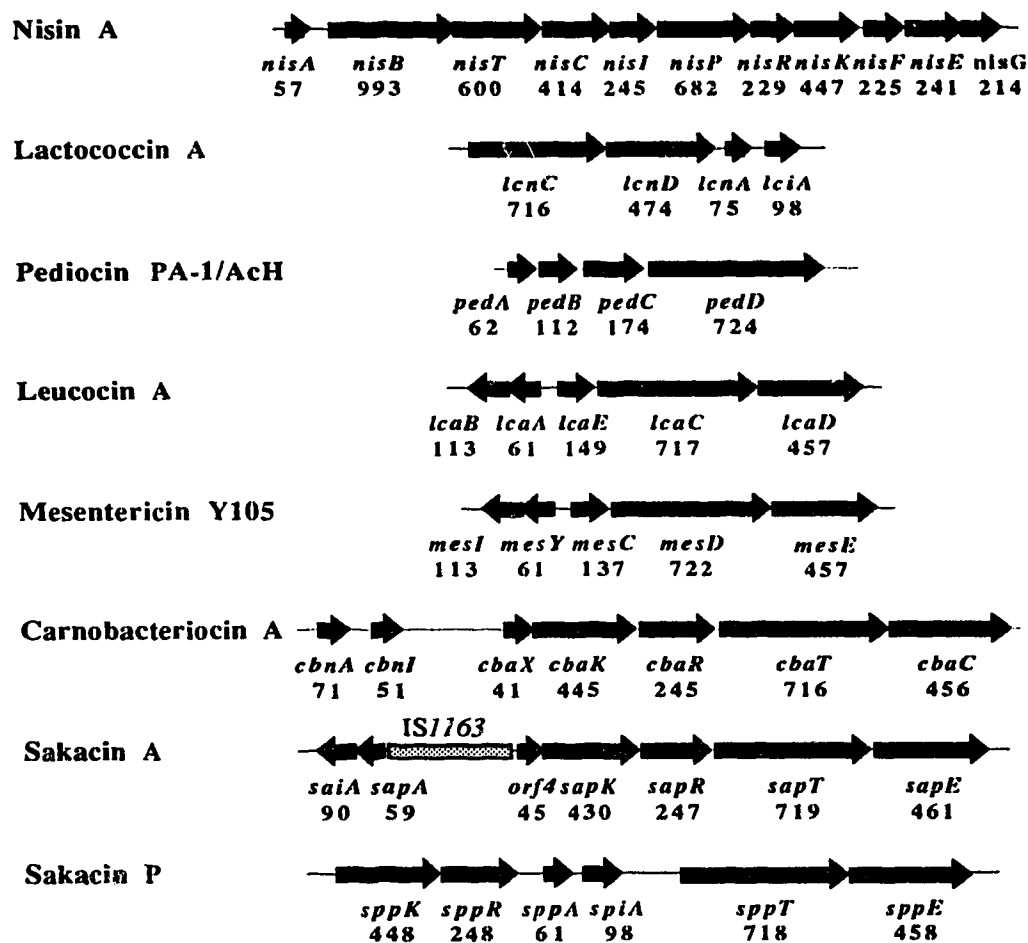 Nisin A
nisA nisB nisT nisC nisI nisP nisR nisK nisF nisE nisG
57 993 600 414 245 682 229 447 225 241 214
Lactococcin A
lcnC lcnD lcnA lciA
716 474 75 98
Pediocin PA-1/AcH
pedA pedB pedC pedD
62 112 174 724
Leucocin A
lcaB lcaA lcaE lcaC lcaD
113 61 149 717 457
Mesentericin Y105
mesI mesY mesC mesD mesE
113 61 137 722 457
Carnobacteriocin A
cbnA cbnI cbaX cbaK cbaR cbaT cbaC
71 51 41 445 245 716 456
IS1163
Sakacin A
saiA sapA orf4 sapK sapR sapT sapE
90 59 45 430 247 719 461
Sakacin P
sppK sppR sppA spiA sppT sppE
448 248 61 98 718 458